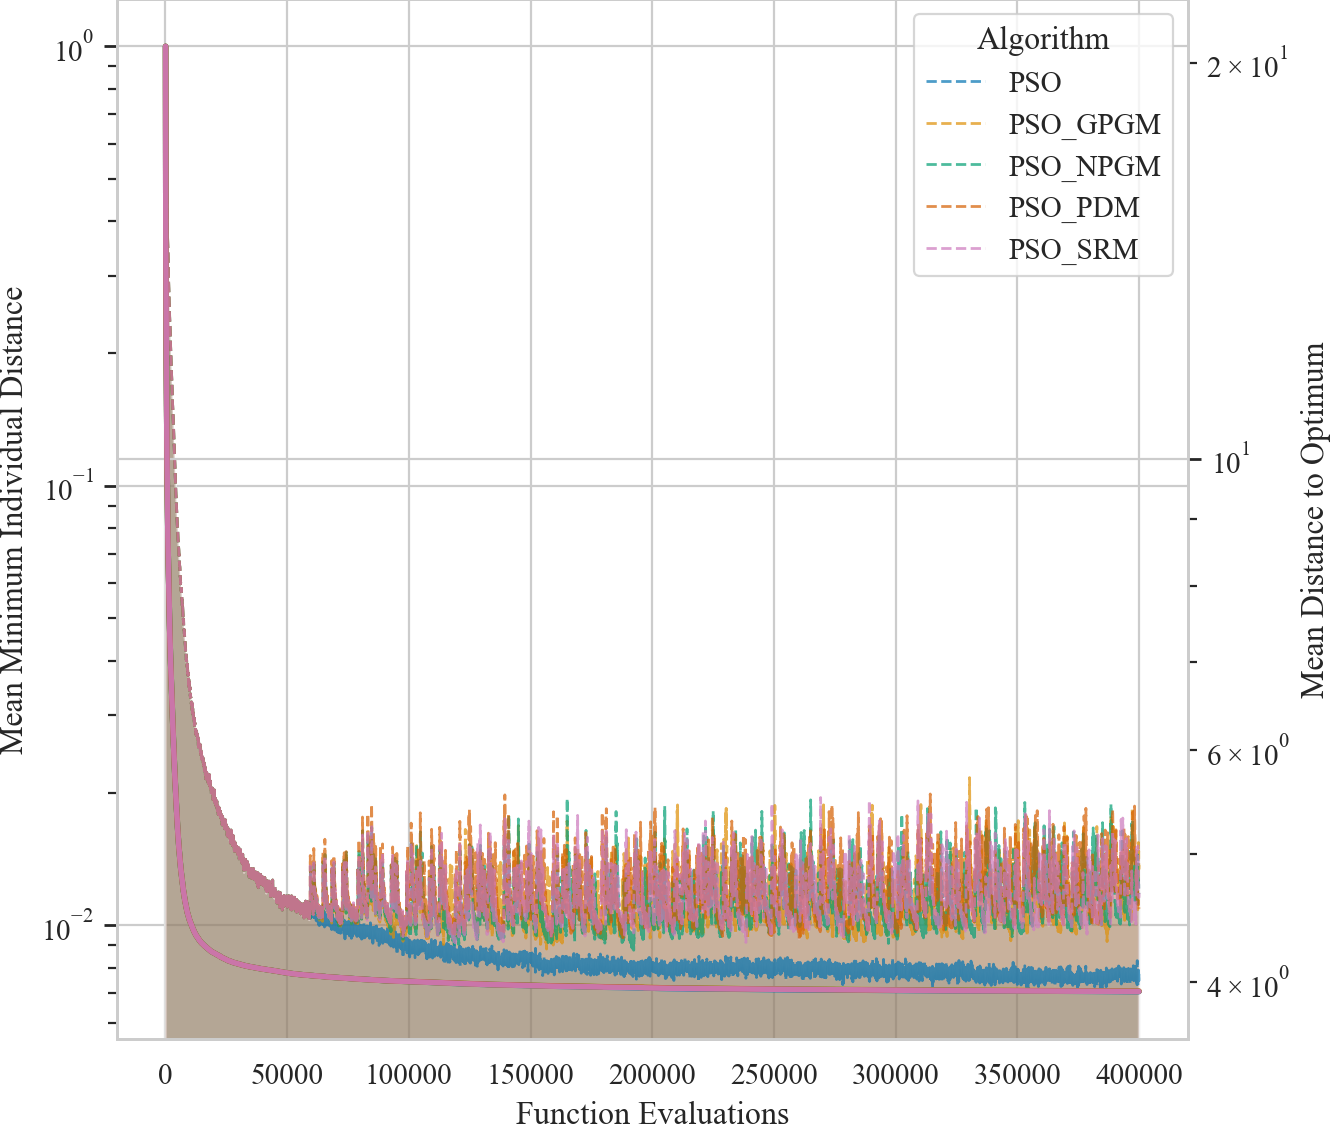 Algorithm
PSO
PSO_GPGM
PSO_NPGM
PSO_PDM
PSO_SRM
10⁰
10⁻¹
10⁻²
Mean Minimum Individual Distance
2 × 10¹
10¹
6 × 10⁰
4 × 10⁰
Mean Distance to Optimum
0 50000 100000 150000 200000 250000 300000 350000 400000
Function Evaluations